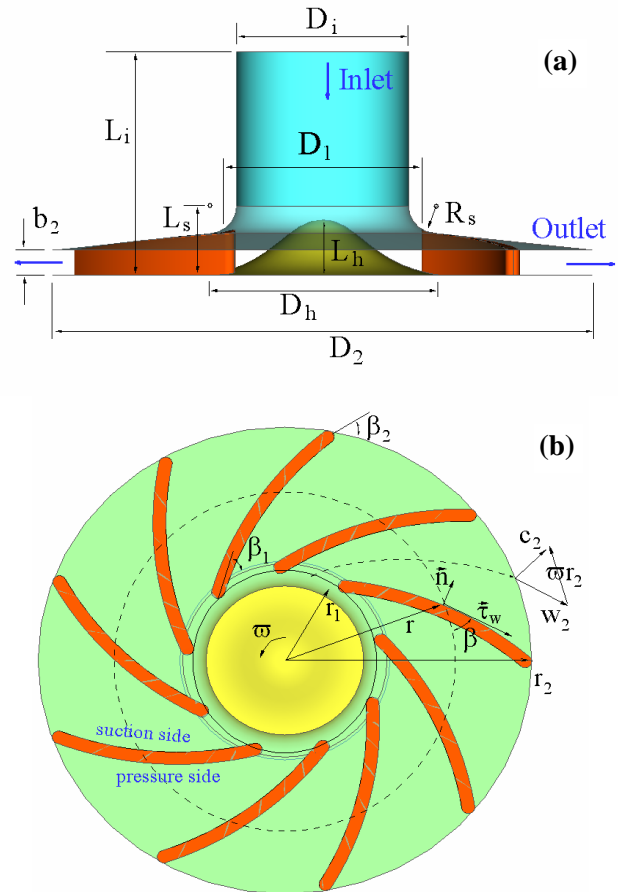 D_i
(a)
Inlet
L_i
D_1
L_s
R_s
b_2
Outlet
L_h
D_h
D_2
(b)
β_2
β_1
c_2
ϖr_2
n⃗
w_2
r_1
τ⃗_w
r
β
ϖ
r_2
suction side
pressure side